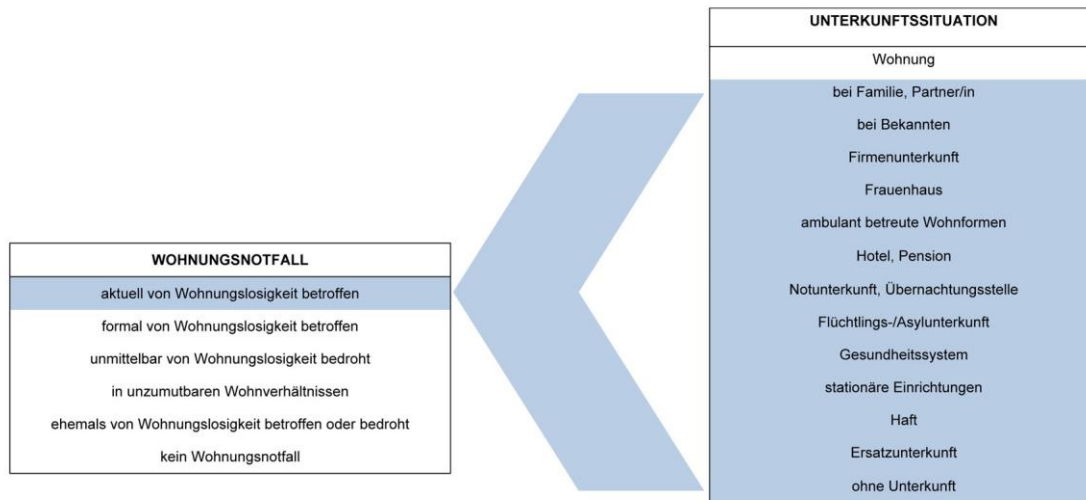 WOHNUNGSNOTFALL
aktuell von Wohnungslosigkeit betroffen
formal von Wohnungslosigkeit betroffen
unmittelbar von Wohnungslosigkeit bedroht
in unzumutbaren Wohnverhältnissen
ehemals von Wohnungslosigkeit betroffen oder bedroht
kein Wohnungsnotfall
UNTERKUNFTSSITUATION
Wohnung
bei Familie, Partner/in
bei Bekannten
Firmenunterkunft
Frauenhaus
ambulant betreute Wohnformen
Hotel, Pension
Notunterkunft, Übernachtungsstelle
Flüchtlings-/Asylunterkunft
Gesundheitssystem
stationäre Einrichtungen
Haft
Ersatzunterkunft
ohne Unterkunft